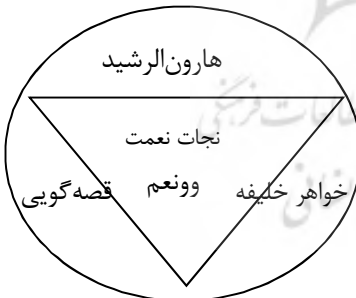 هارون‌الرشید
نجات نعمت
خواهر خلیفه
وونعم
قصه‌گویی